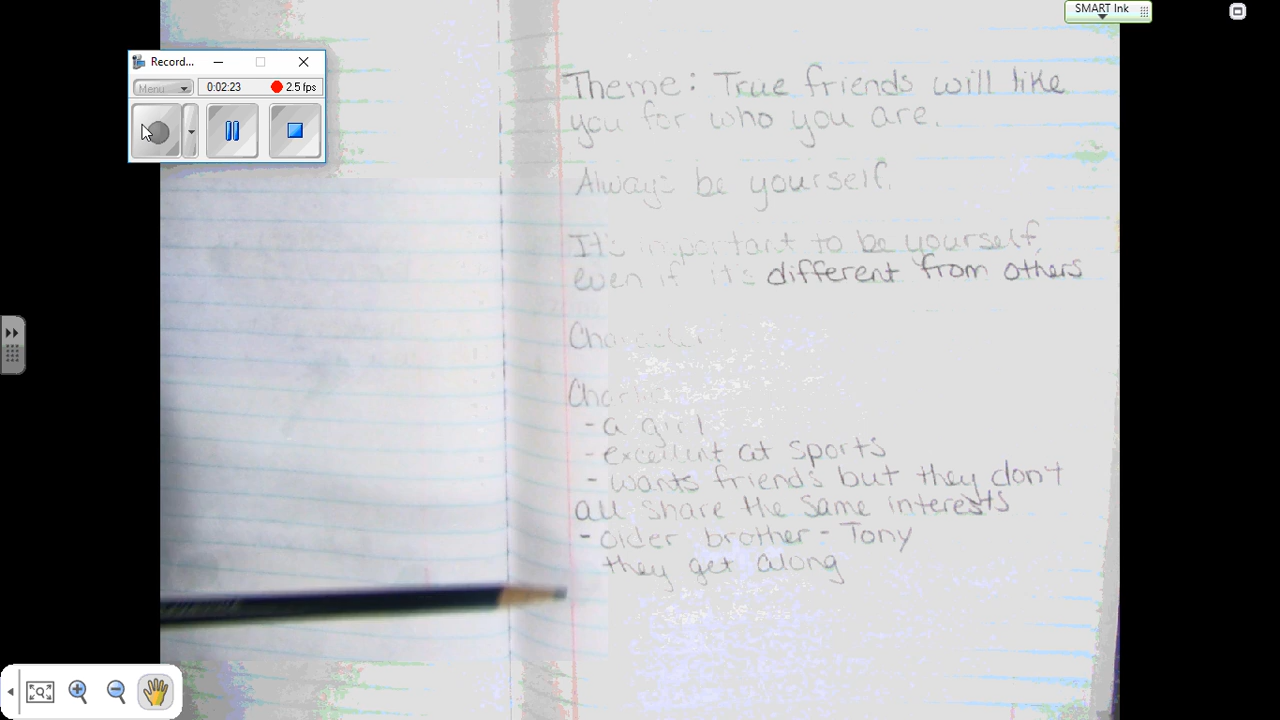 SMART Ink
Record...
Menu
0:02:23
2.5 fps
Theme: True friends will like
you for who you are.
Always be yourself.
It's important to be yourself,
even if it's different from others
Character
Charlie
- a girl
- excellent at sports
- wants friends but they don't
all share the same interests
- older brother - Tony
they get along